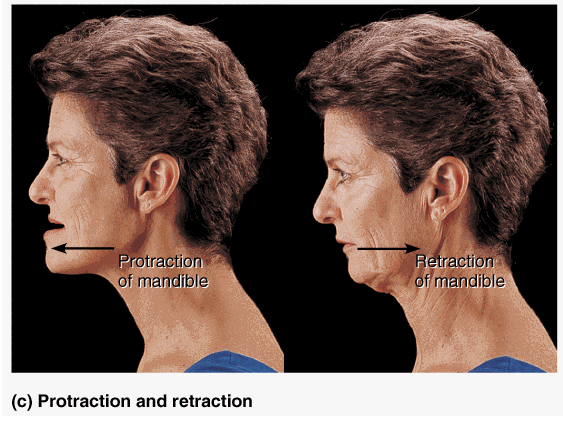 Protraction
of mandible
Retraction
of mandible
(c) Protraction and retraction